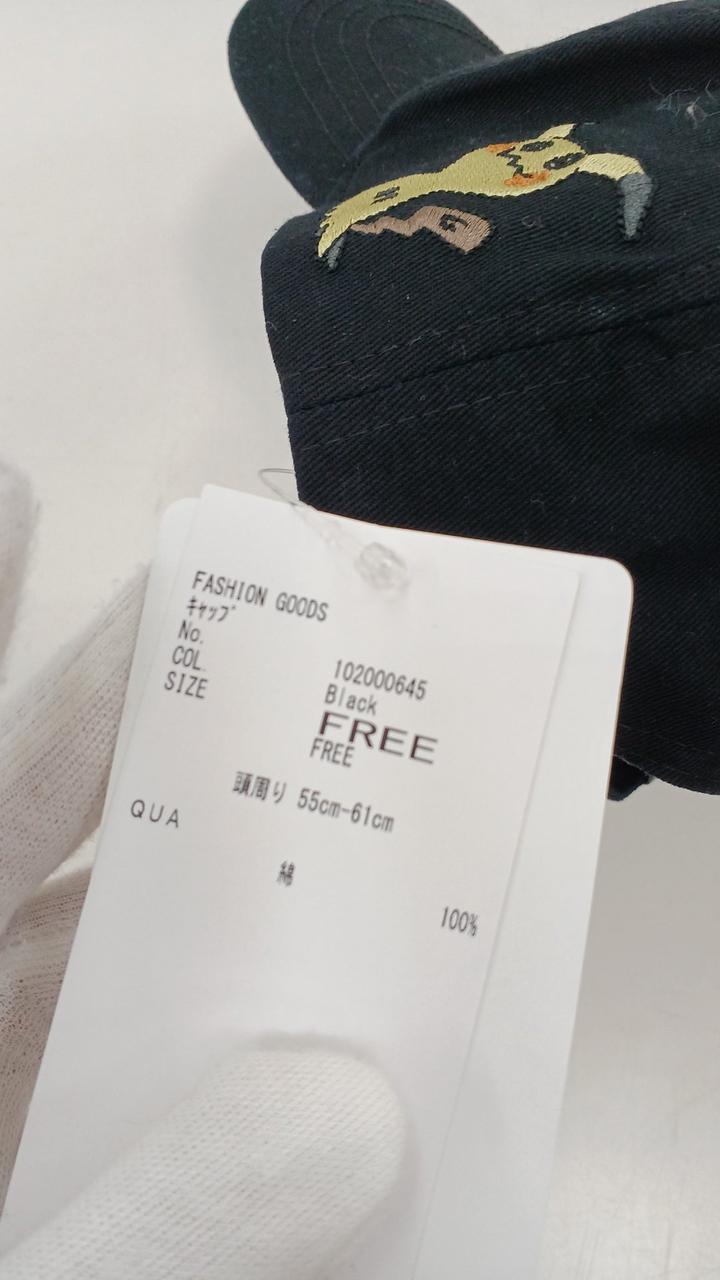 FASHION GOODS
ｷｬｯﾌﾟ
No. 102000645
COL. Black
SIZE FREE
FREE
頭周り 55cm-61cm
QUA
綿 100%